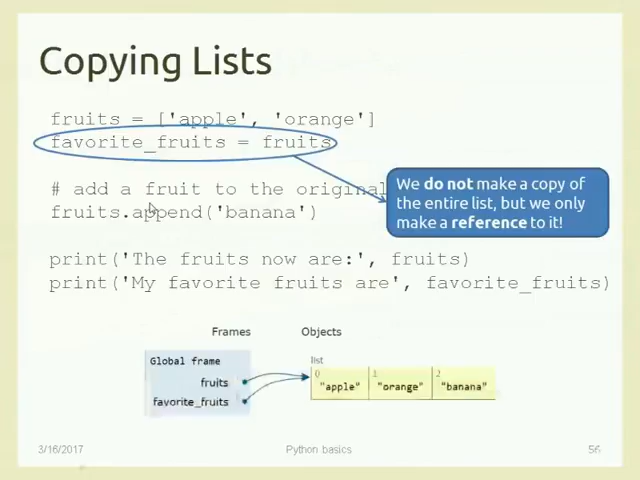 Copying Lists
fruits = ['apple', 'orange']
favorite_fruits = fruits
# add a fruit to the original
fruits.append('banana')
We do not make a copy of
the entire list, but we only
make a reference to it!
print('The fruits now are:', fruits)
print('My favorite fruits are', favorite_fruits)
Frames Objects
Global frame
fruits
favorite_fruits
list
0 1 2
"apple" "orange" "banana"
3/16/2017 Python basics 56